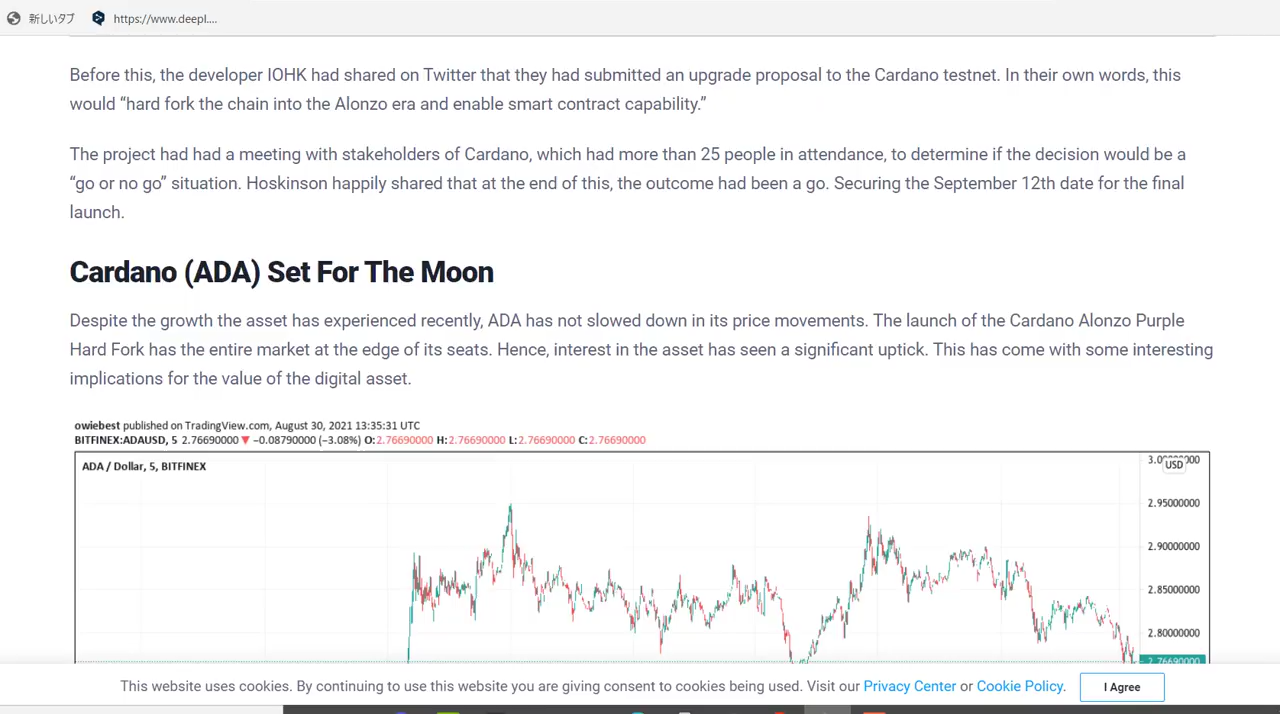 新しいタブ https://www.deepl....
Before this, the developer IOHK had shared on Twitter that they had submitted an upgrade proposal to the Cardano testnet. In their own words, this
would “hard fork the chain into the Alonzo era and enable smart contract capability.”
The project had had a meeting with stakeholders of Cardano, which had more than 25 people in attendance, to determine if the decision would be a
“go or no go” situation. Hoskinson happily shared that at the end of this, the outcome had been a go. Securing the September 12th date for the final
launch.
Cardano (ADA) Set For The Moon
Despite the growth the asset has experienced recently, ADA has not slowed down in its price movements. The launch of the Cardano Alonzo Purple
Hard Fork has the entire market at the edge of its seats. Hence, interest in the asset has seen a significant uptick. This has come with some interesting
implications for the value of the digital asset.
owiebest published on TradingView.com, August 30, 2021 13:35:31 UTC
BITFINEX:ADAUSD, 5 2.76690000 ▼ −0.08790000 (−3.08%) O:2.76690000 H:2.76690000 L:2.76690000 C:2.76690000
ADA / Dollar, 5, BITFINEX
USD
2.95000000
2.90000000
2.85000000
2.80000000
2.76690000
This website uses cookies. By continuing to use this website you are giving consent to cookies being used. Visit our Privacy Center or Cookie Policy.
I Agree